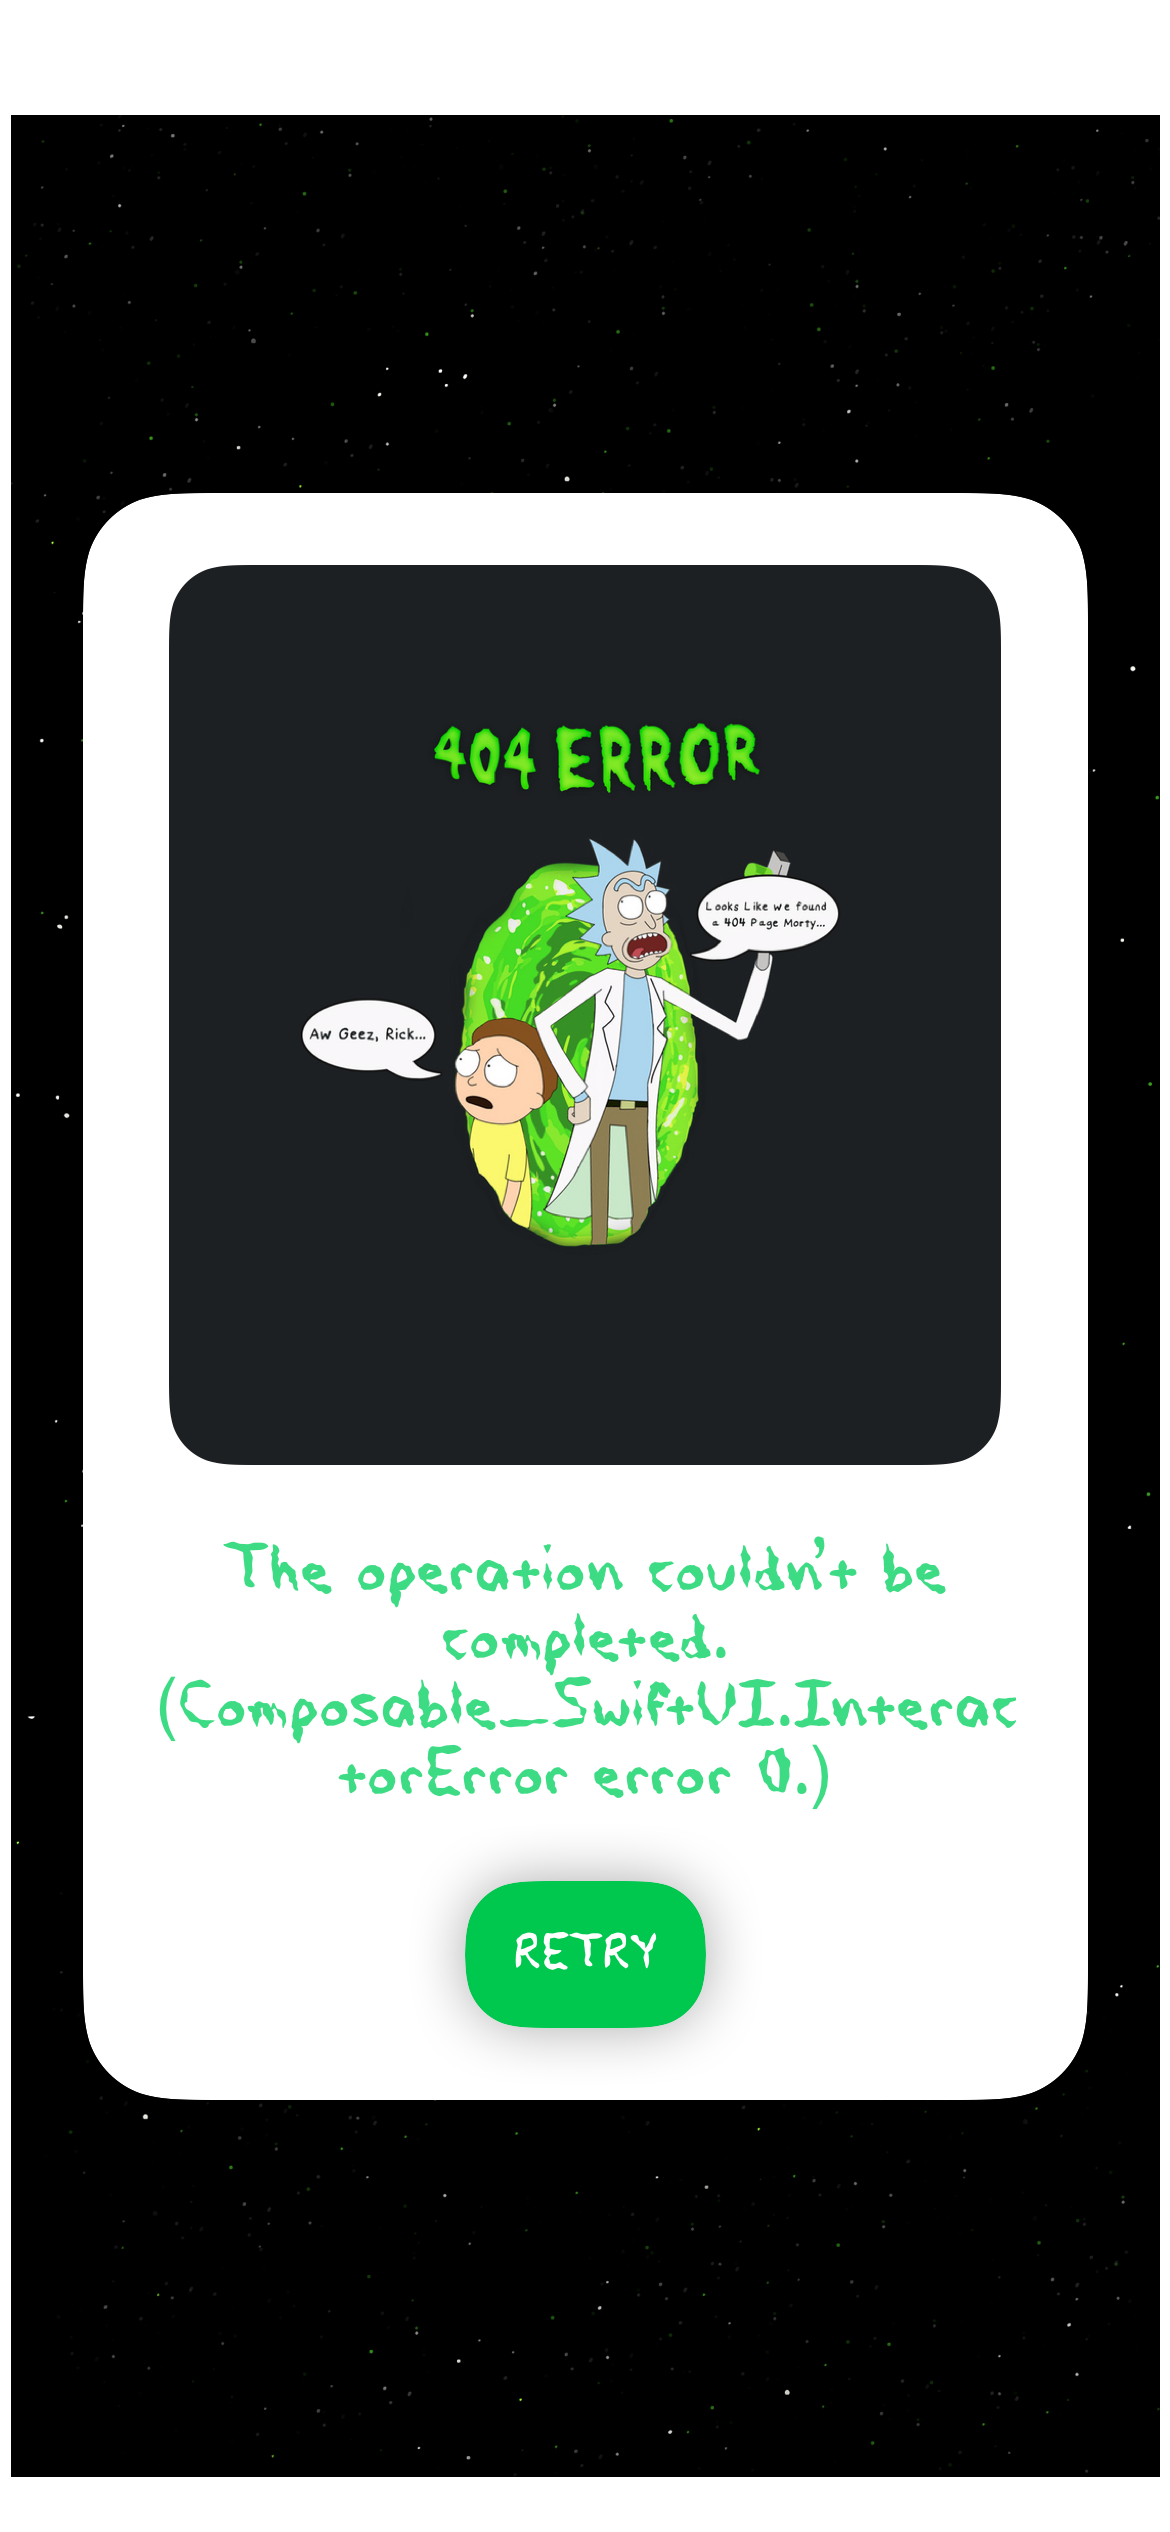 404 ERROR
Looks Like we found
a 404 Page Morty...
Aw Geez, Rick...
The operation couldn't be
completed.
(Composable_SwiftUI.Interac
torError error 0.)
RETRY